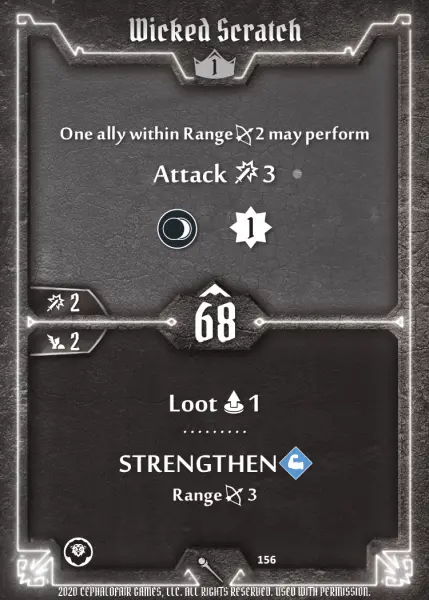 Wicked Scratch
1
One ally within Range 2 may perform
Attack 3
1
2
68
2
Loot 1
STRENGTHEN
Range 3
156
2020 CEPHALOFAIR GAMES, LLC. ALL RIGHTS RESERVED. USED WITH PERMISSION.